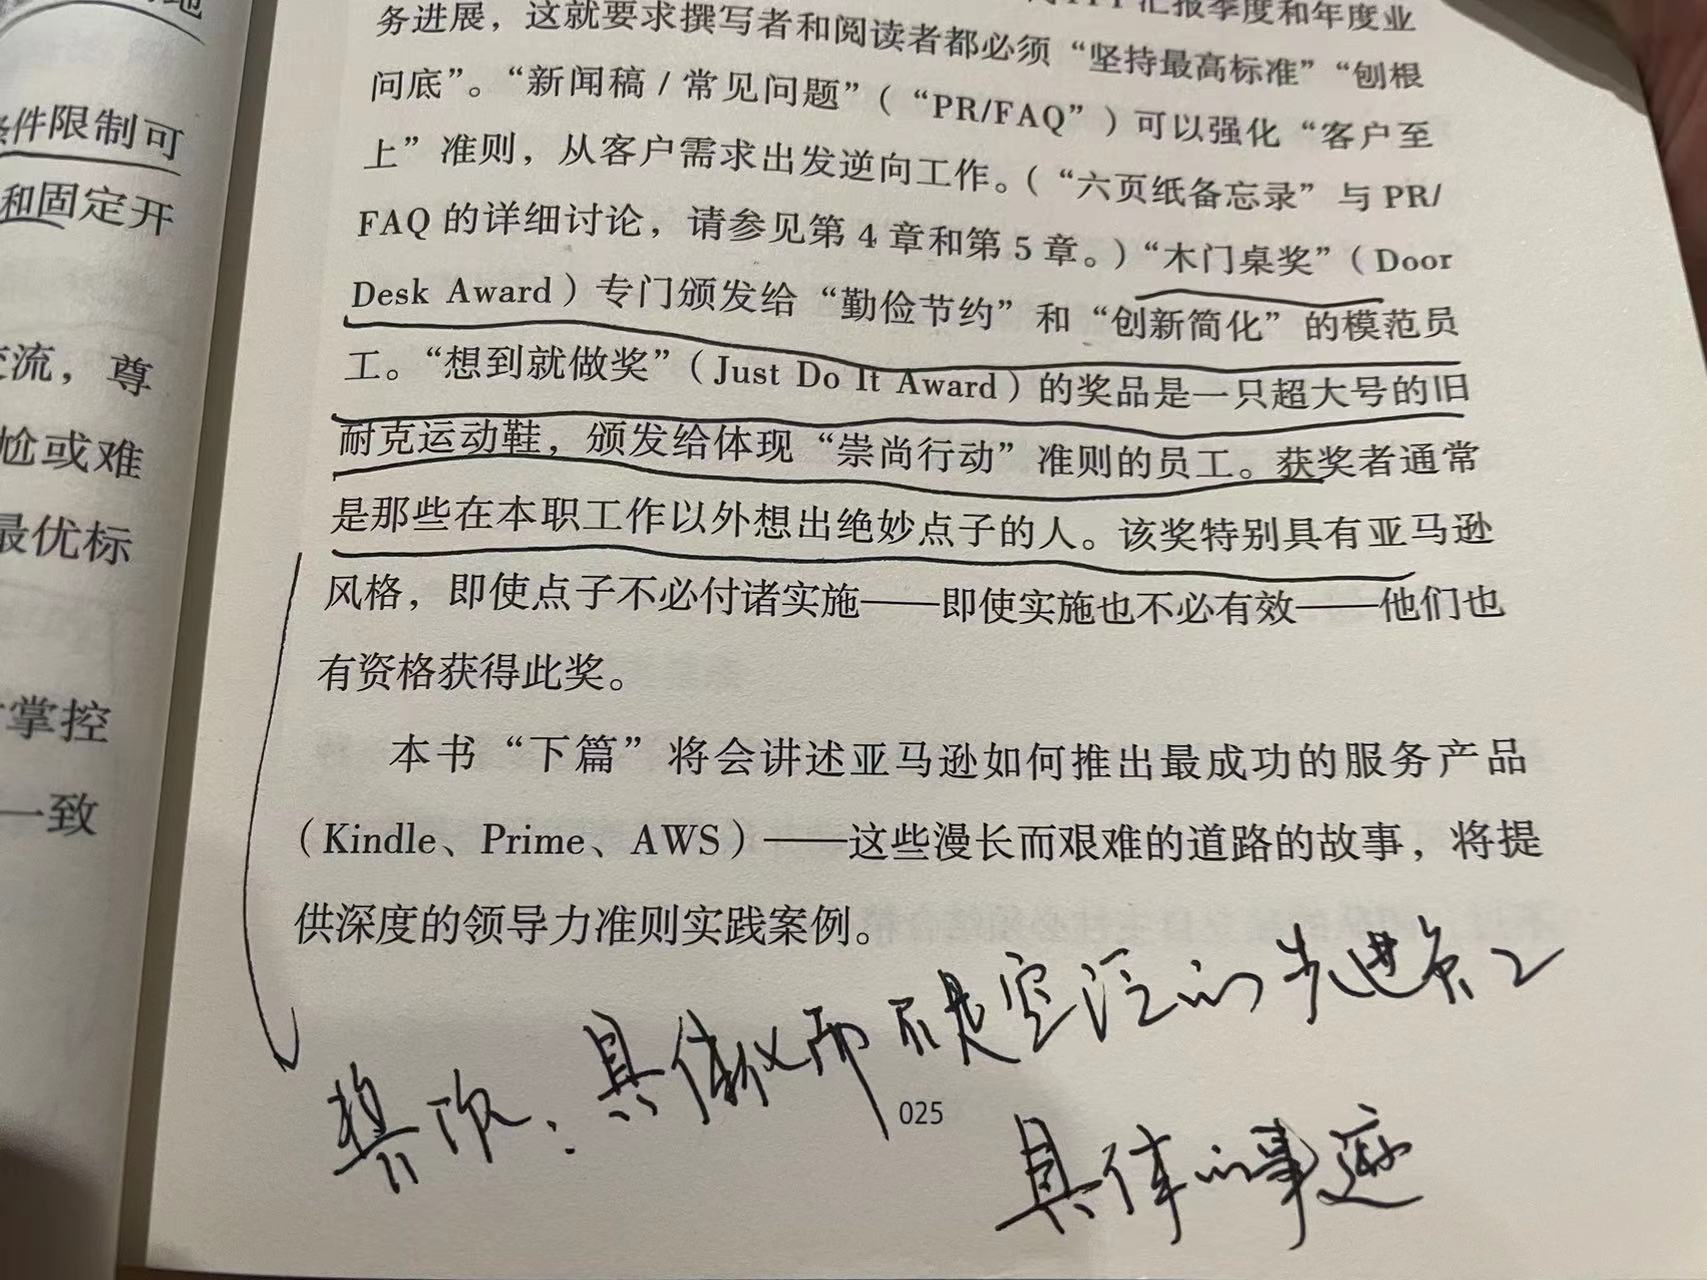 件限制可
和固定开
流，尊
尬或难
最优标
掌控
一致
汇报季度和年度业
务进展，这就要求撰写者和阅读者都必须“坚持最高标准”“刨根
问底”。“新闻稿/常见问题”（“PR/FAQ”）可以强化“客户至
上”准则，从客户需求出发逆向工作。（“六页纸备忘录”与PR/
FAQ的详细讨论，请参见第4章和第5章。）“木门桌奖”（Door
Desk Award）专门颁发给“勤俭节约”和“创新简化”的模范员
工。“想到就做奖”（Just Do It Award）的奖品是一只超大号的旧
耐克运动鞋，颁发给体现“崇尚行动”准则的员工。获奖者通常
是那些在本职工作以外想出绝妙点子的人。该奖特别具有亚马逊
风格，即使点子不必付诸实施——即使实施也不必有效——他们也
有资格获得此奖。
本书“下篇”将会讲述亚马逊如何推出最成功的服务产品
（Kindle、Prime、AWS）——这些漫长而艰难的道路的故事，将提
供深度的领导力准则实践案例。
具体化而不是空泛的先进员工
具体的事迹
025